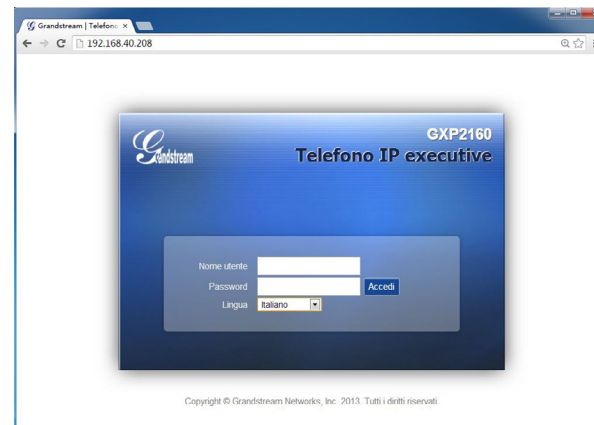 Grandstream | Telefono
192.168.40.208
Grandstream
GXP2160
Telefono IP executive
Nome utente
Password
Accedi
Lingua
Italiano
Copyright © Grandstream Networks, Inc. 2013. Tutti i diritti riservati.